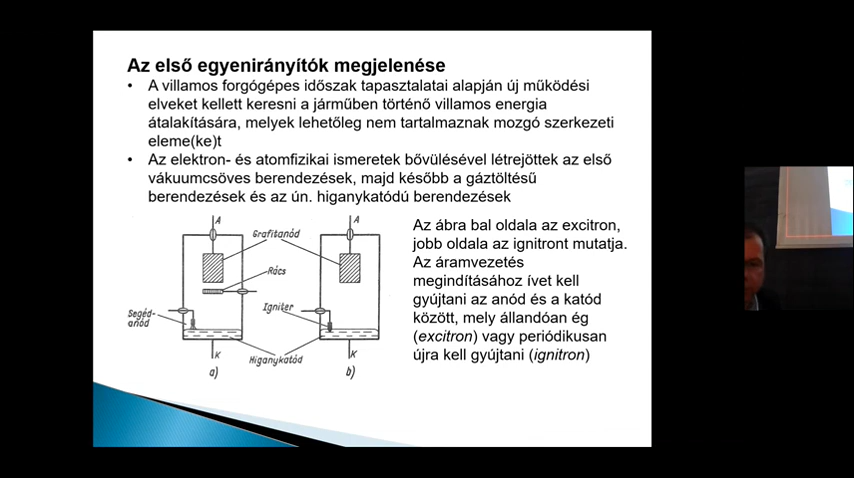 Az első egyenirányítók megjelenése
• A villamos forgógépes időszak tapasztalatai alapján új működési
elveket kellett keresni a járműben történő villamos energia
átalakítására, melyek lehetőleg nem tartalmaznak mozgó szerkezeti
eleme(ke)t
• Az elektron- és atomfizikai ismeretek bővülésével létrejöttek az első
vákuumcsöves berendezések, majd később a gáztöltésű
berendezések és az ún. higanykatódú berendezések
A
Grafitanód
Rács
Segéd-
anód
K
a)
A
Igniter
Higanykatód
K
b)
Az ábra bal oldala az excitron,
jobb oldala az ignitront mutatja.
Az áramvezetés
megindításához ívet kell
gyújtani az anód és a katód
között, mely állandóan ég
(excitron) vagy periódikusan
újra kell gyújtani (ignitron)